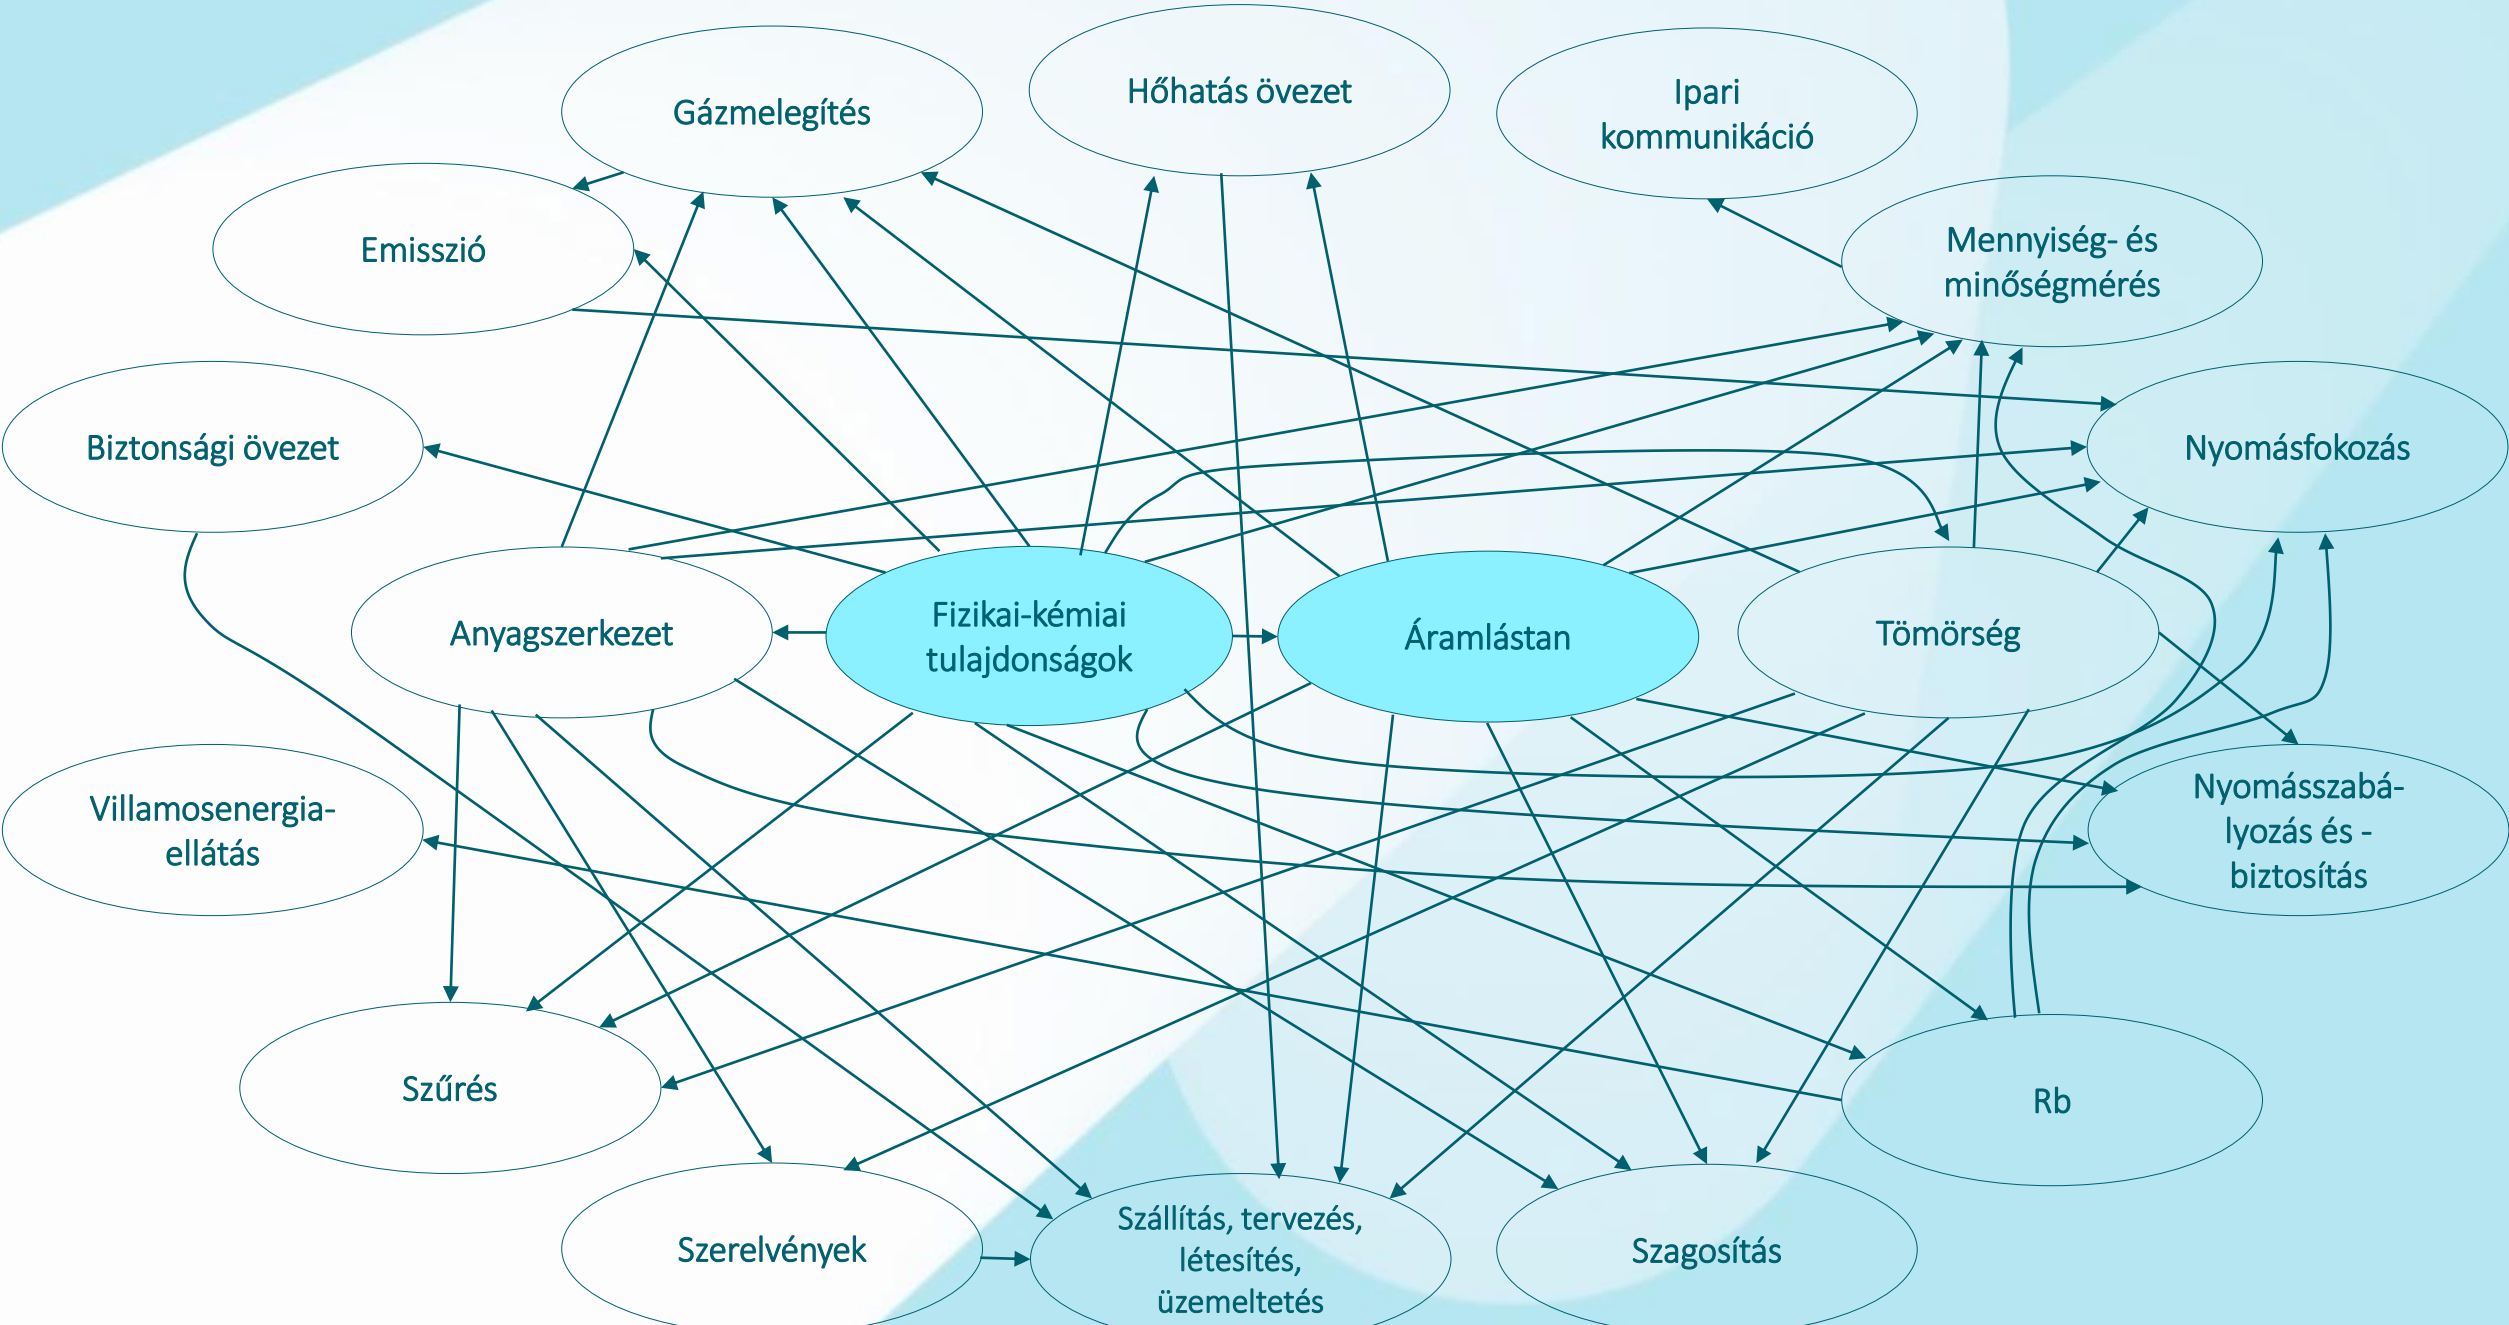 Hőhatás övezet
Gázmelegítés
Ipari
kommunikáció
Emisszió
Mennyiség- és
minőségmérés
Biztonsági övezet
Nyomásfokozás
Anyagszerkezet
Fizikai-kémiai
tulajdonságok
Áramlástan
Tömörség
Villamosenergia-
ellátás
Nyomásszabá-
lyozás és -
biztosítás
Szűrés
Rb
Szerelvények
Szállítás, tervezés,
létesítés,
üzemeltetés
Szagosítás